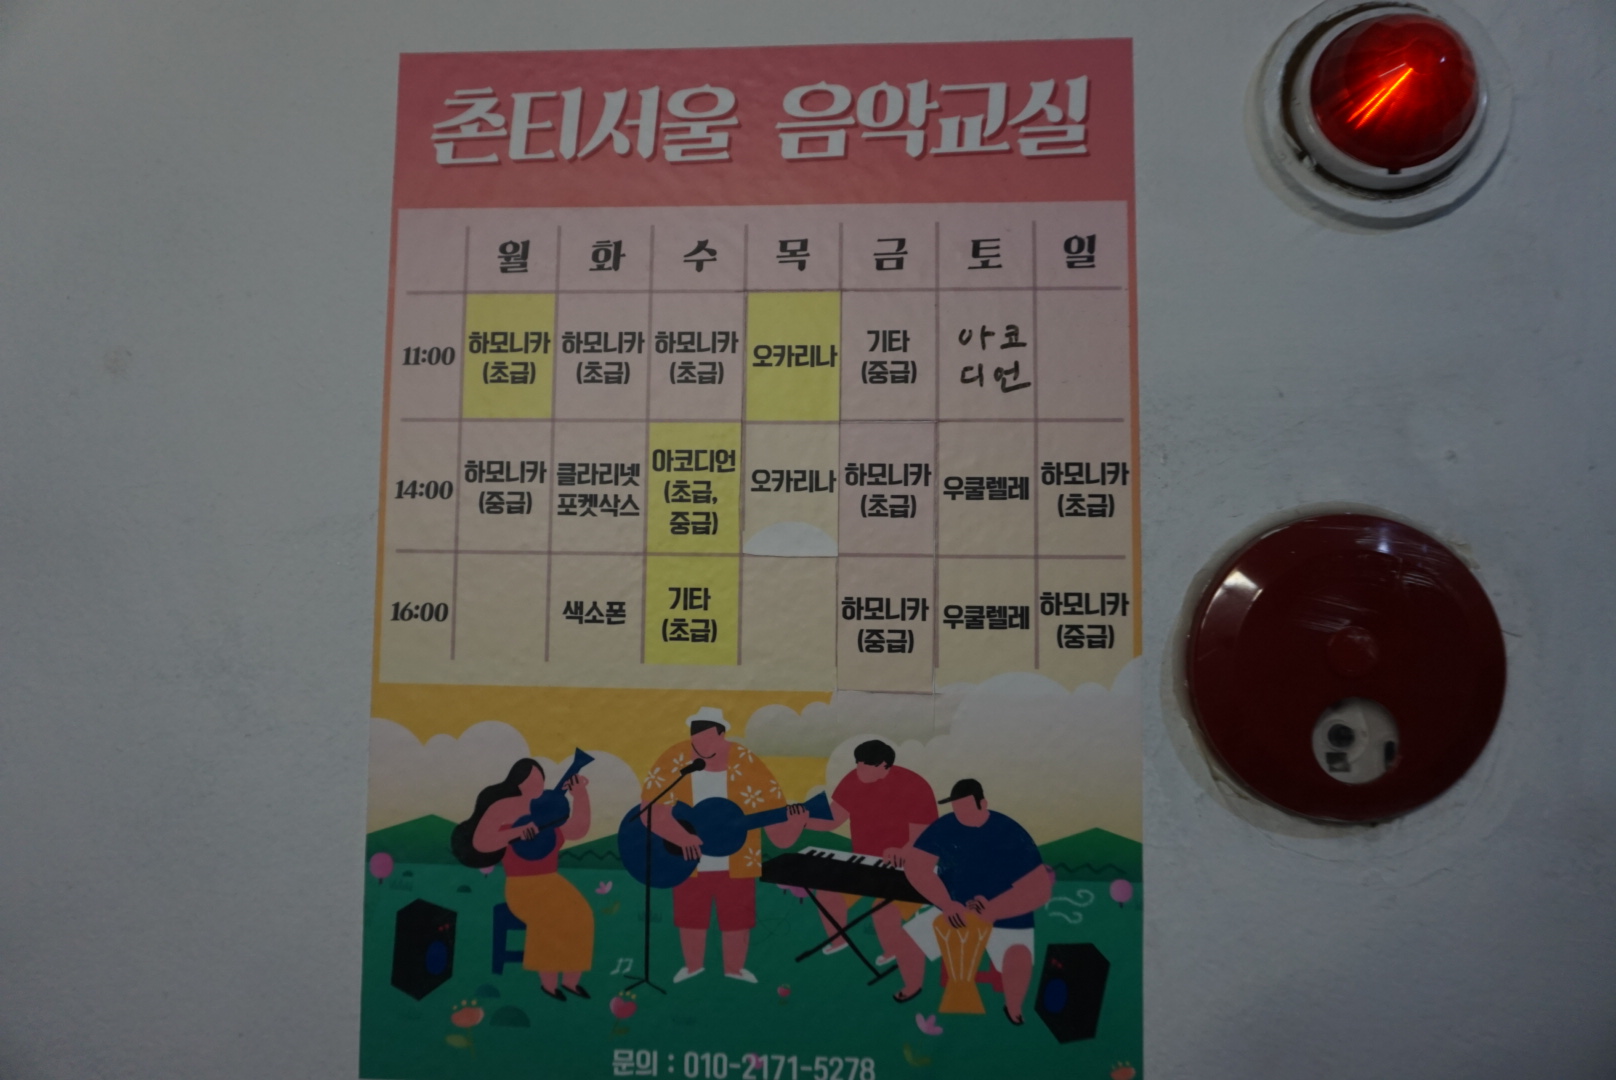 촌티서울 음악교실
월 화 수 목 금 토 일
11:00 하모니카 (초급) 하모니카 (초급) 하모니카 (초급) 오카리나 기타 (중급) 아코디언
14:00 하모니카 (중급) 클라리넷 포켓삭스 아코디언 (초급, 중급) 오카리나 하모니카 (초급) 우쿨렐레 하모니카 (초급)
16:00 색소폰 기타 (초급) 하모니카 (중급) 우쿨렐레 하모니카 (중급)
문의 : 010-2171-5278